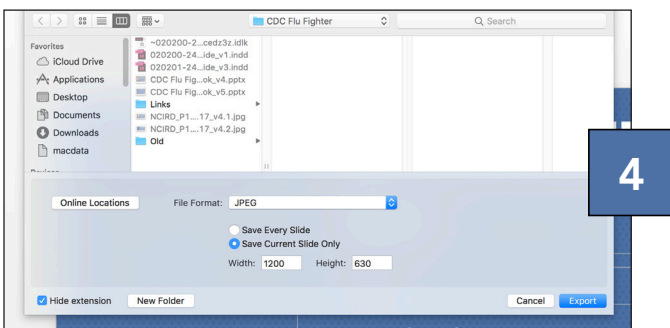 CDC Flu Fighter
Search
Favorites
iCloud Drive
Applications
Desktop
Documents
Downloads
macdata
~020200-2...cedz3z.idlk
020200-24...ide_v1.indd
020201-24...ide_v3.indd
CDC Flu Fig...ok_v4.pptx
CDC Flu Fig...ok_v5.pptx
Links
NCIRD_P1....17_v4.1.jpg
NCIRD_P1....17_v4.2.jpg
Old
4
Online Locations
File Format: JPEG
Save Every Slide
Save Current Slide Only
Width: 1200 Height: 630
Hide extension
New Folder
Cancel
Export